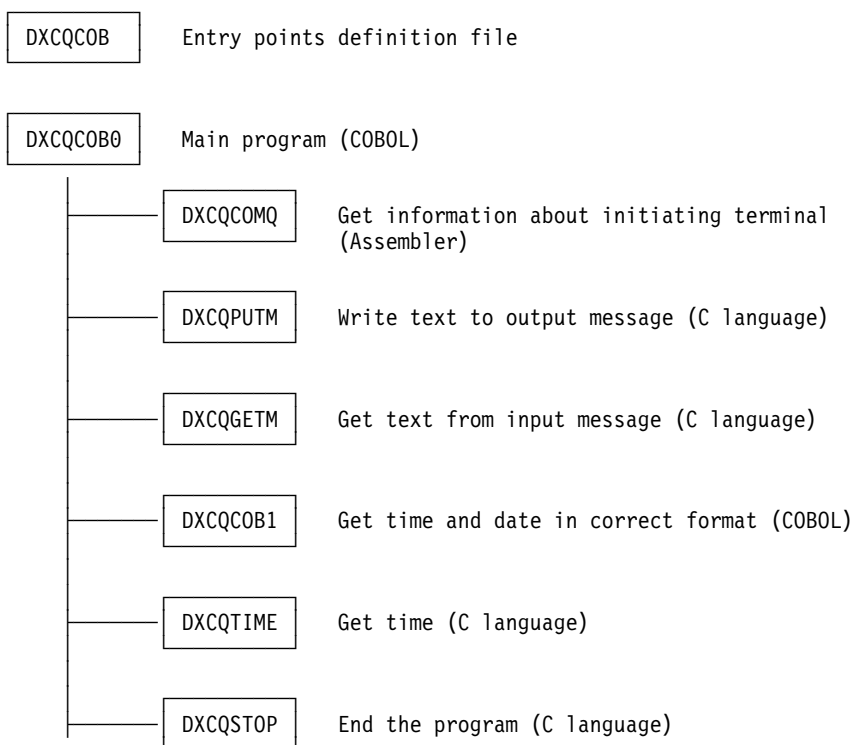 DXCQCOB Entry points definition file
DXCQCOB0 Main program (COBOL)
DXCQCOMQ Get information about initiating terminal
(Assembler)
DXCQPUTM Write text to output message (C language)
DXCQGETM Get text from input message (C language)
DXCQCOB1 Get time and date in correct format (COBOL)
DXCQTIME Get time (C language)
DXCQSTOP End the program (C language)